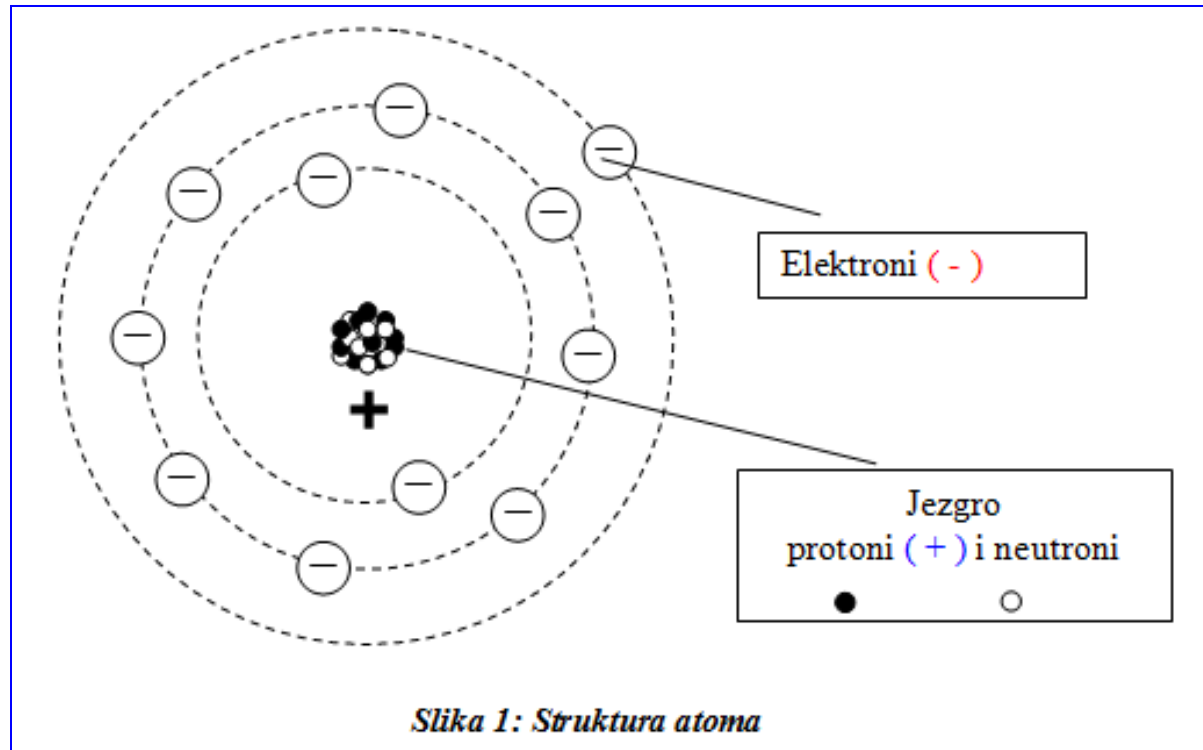 Elektroni ( - )
Jezgro
protoni ( + ) i neutroni
Slika 1: Struktura atoma